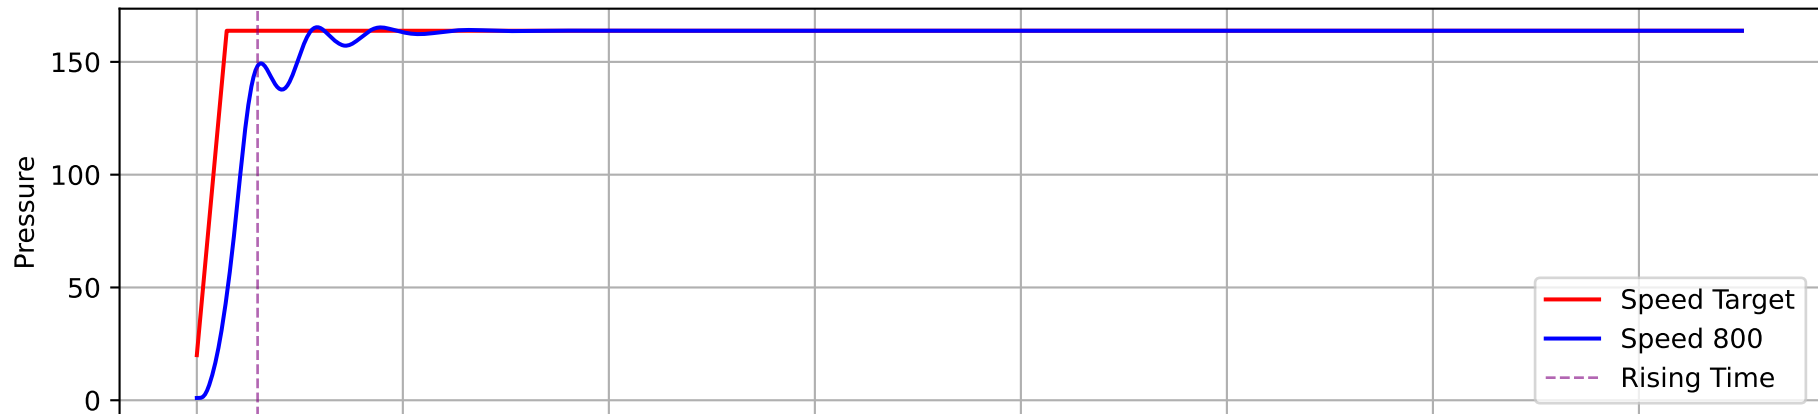 Pressure
150
100
50
0
Speed Target
Speed 800
Rising Time